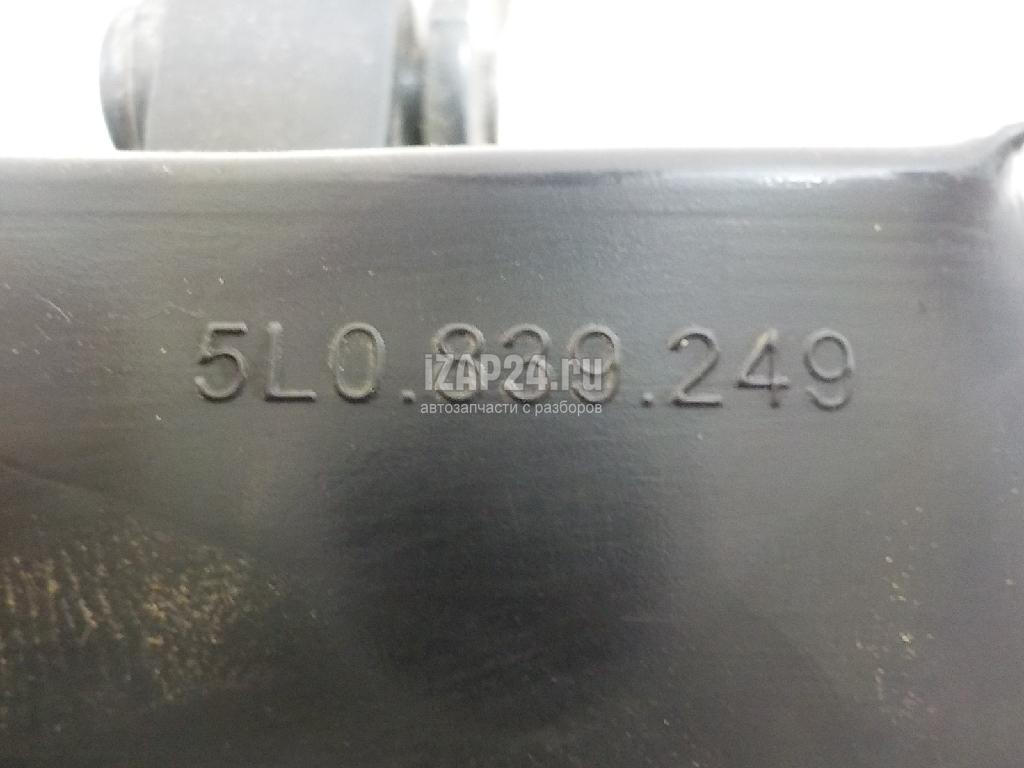 5L0.839.249
iZAP24.ru
автозапчасти с разборов